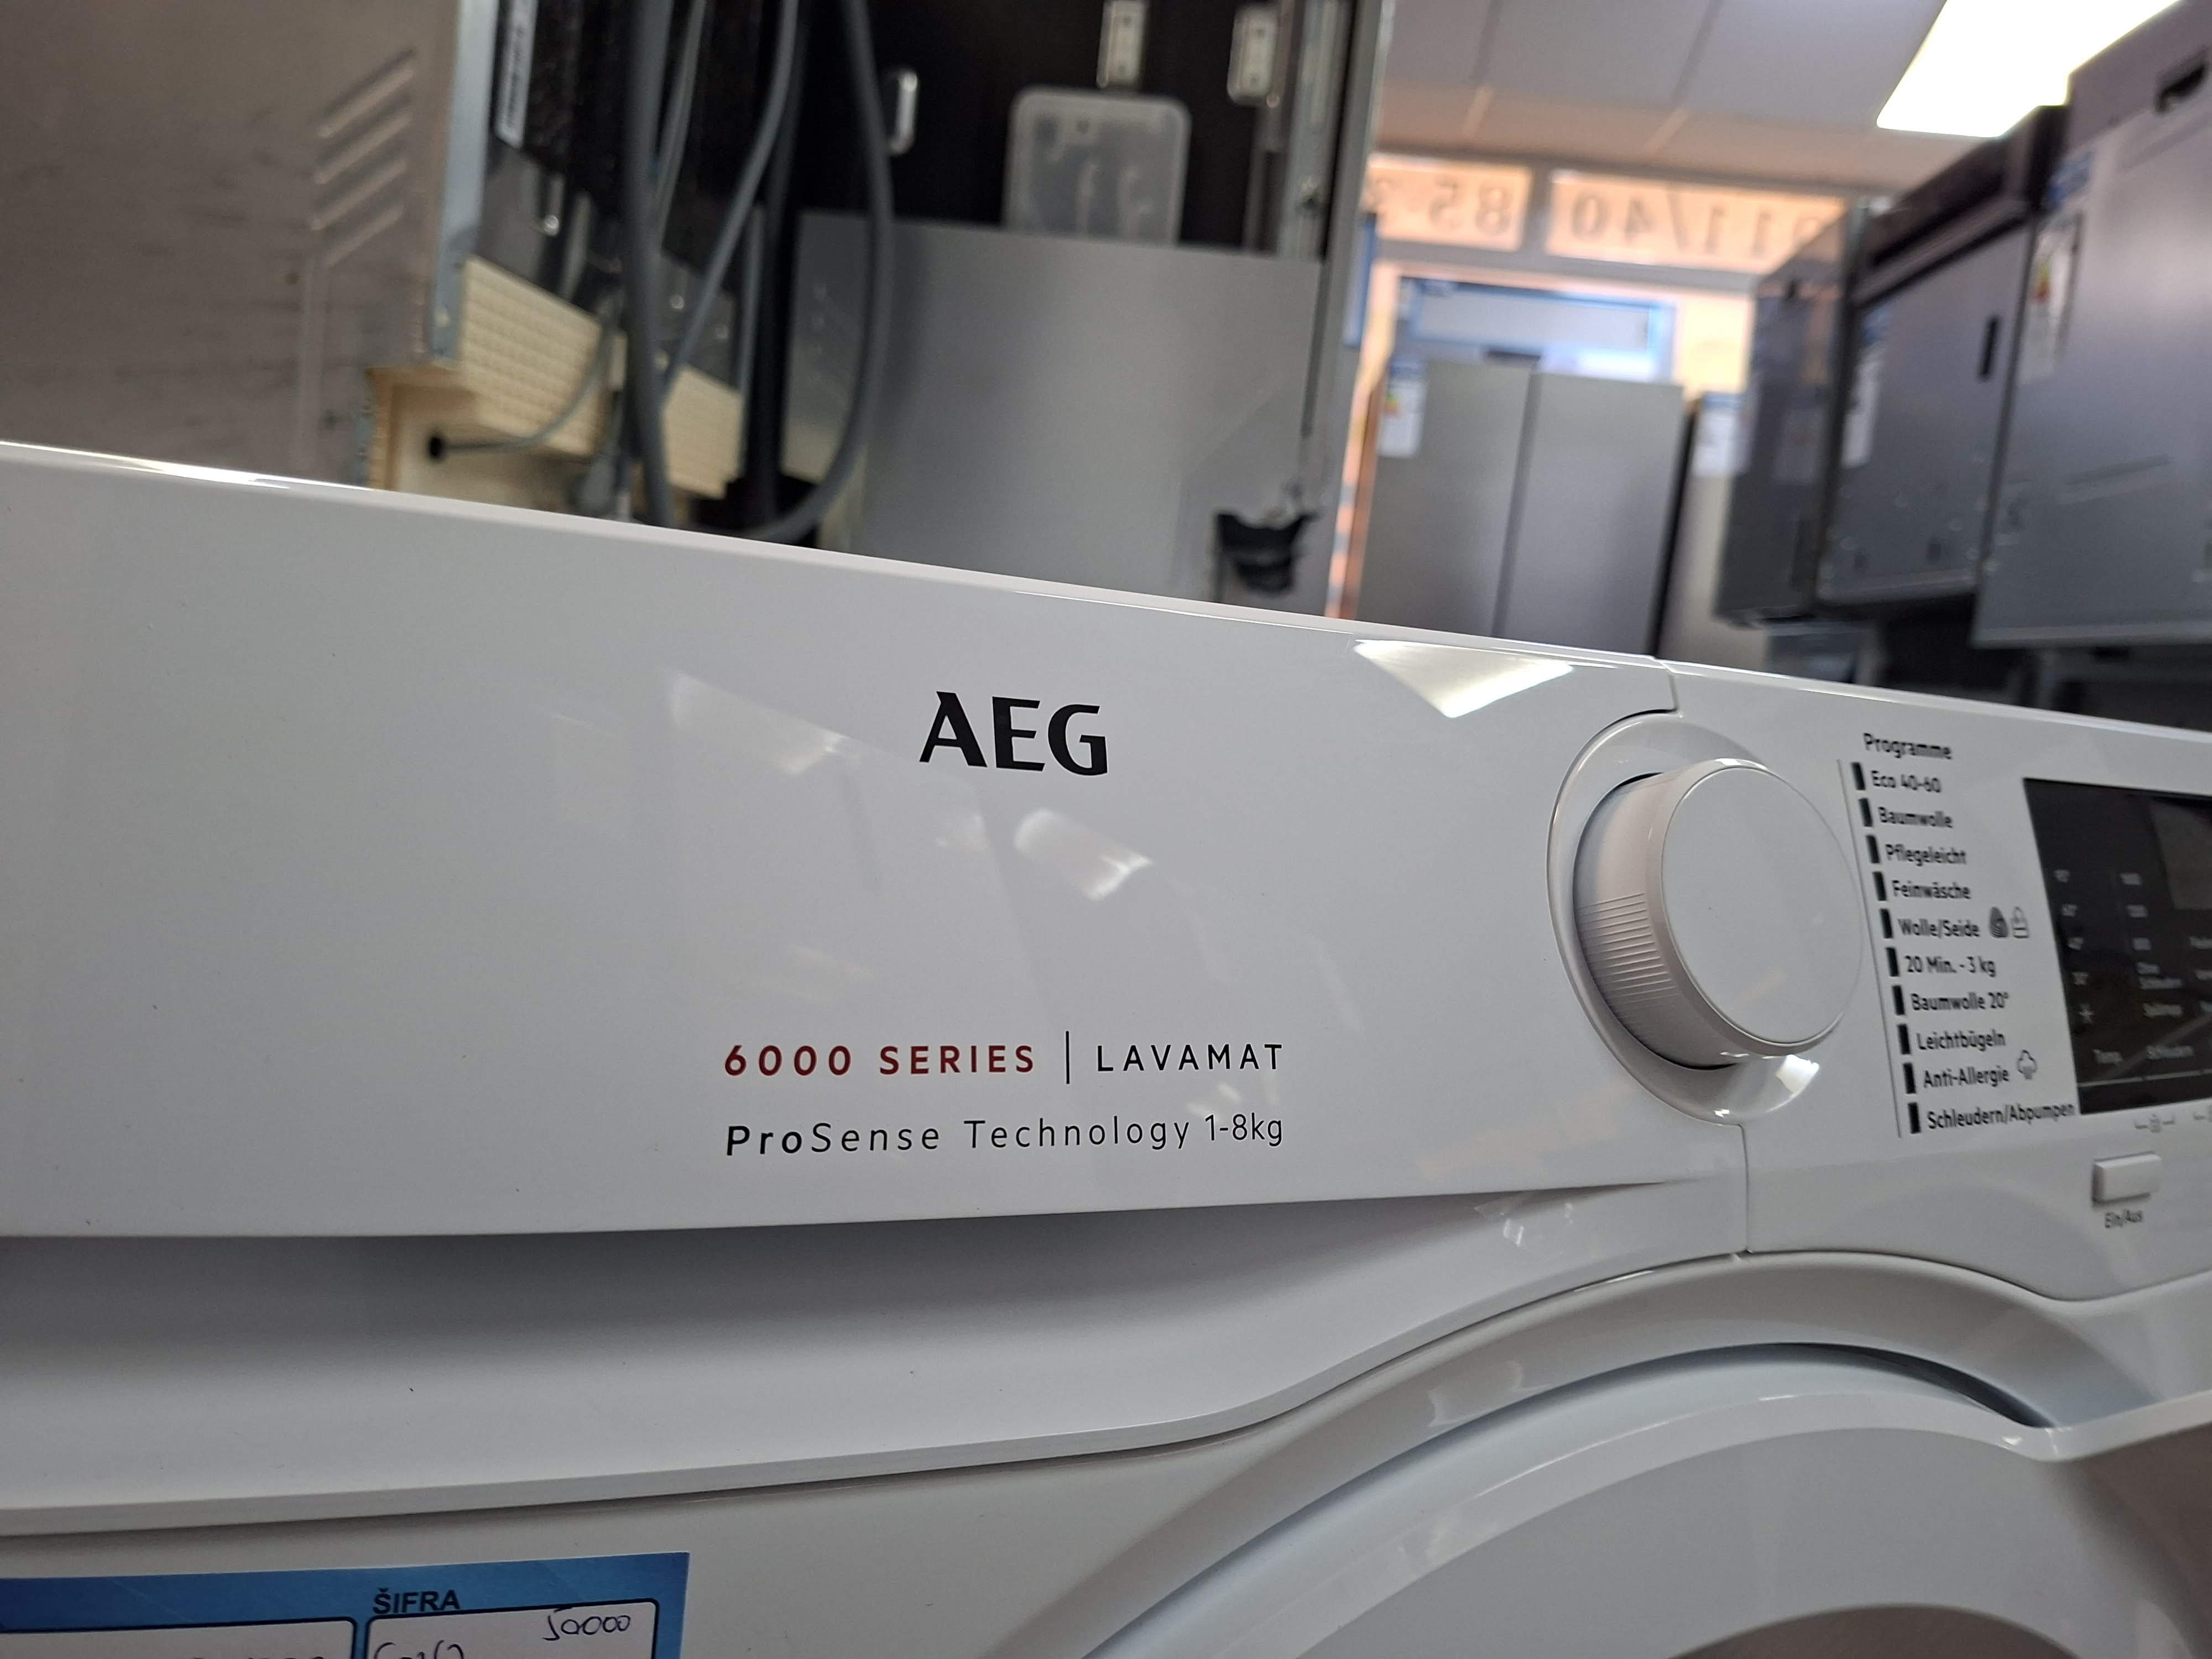 AEG
6000 SERIES | LAVAMAT
ProSense Technology 1-8kg
Programme
Eco 40-60
Baumwolle
Pflegeleicht
Feinwäsche
Wolle/Seide
20 Min. - 3 kg
Baumwolle 20°
Leichtbügeln
Anti-Allergie
Schleudern/Abpumpen
Ein/Aus
ŠIFRA